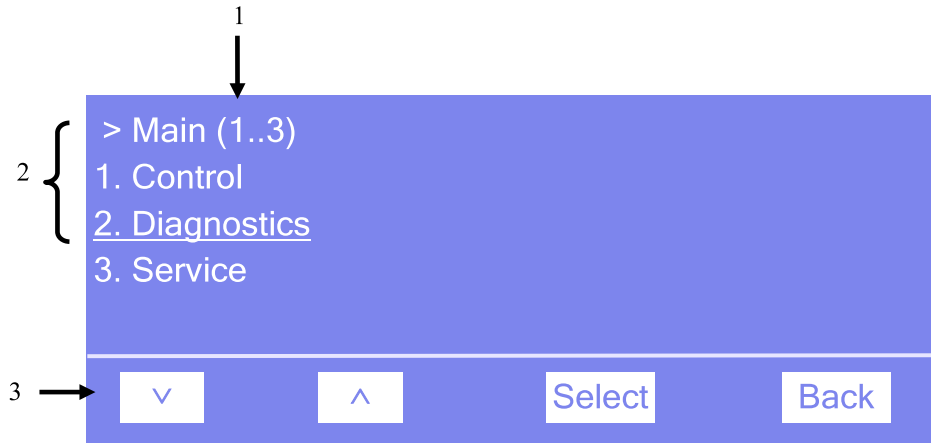 1
> Main (1..3)
2
1. Control
2. Diagnostics
3. Service
3
˅ ˄ Select Back